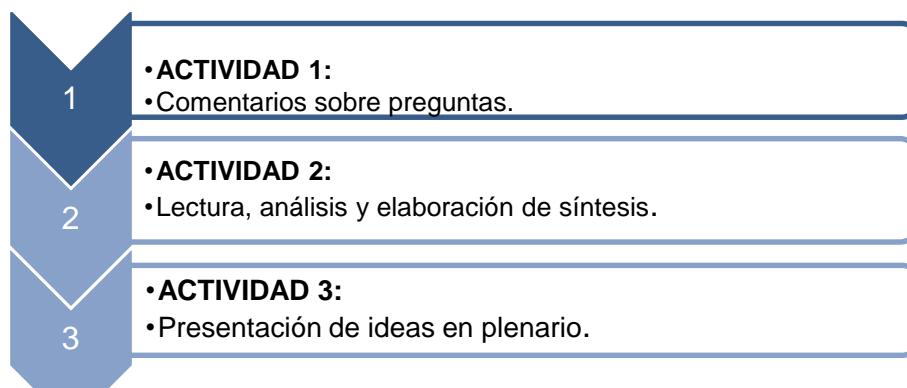 1
•ACTIVIDAD 1:
•Comentarios sobre preguntas.
2
•ACTIVIDAD 2:
•Lectura, análisis y elaboración de síntesis.
3
•ACTIVIDAD 3:
•Presentación de ideas en plenario.